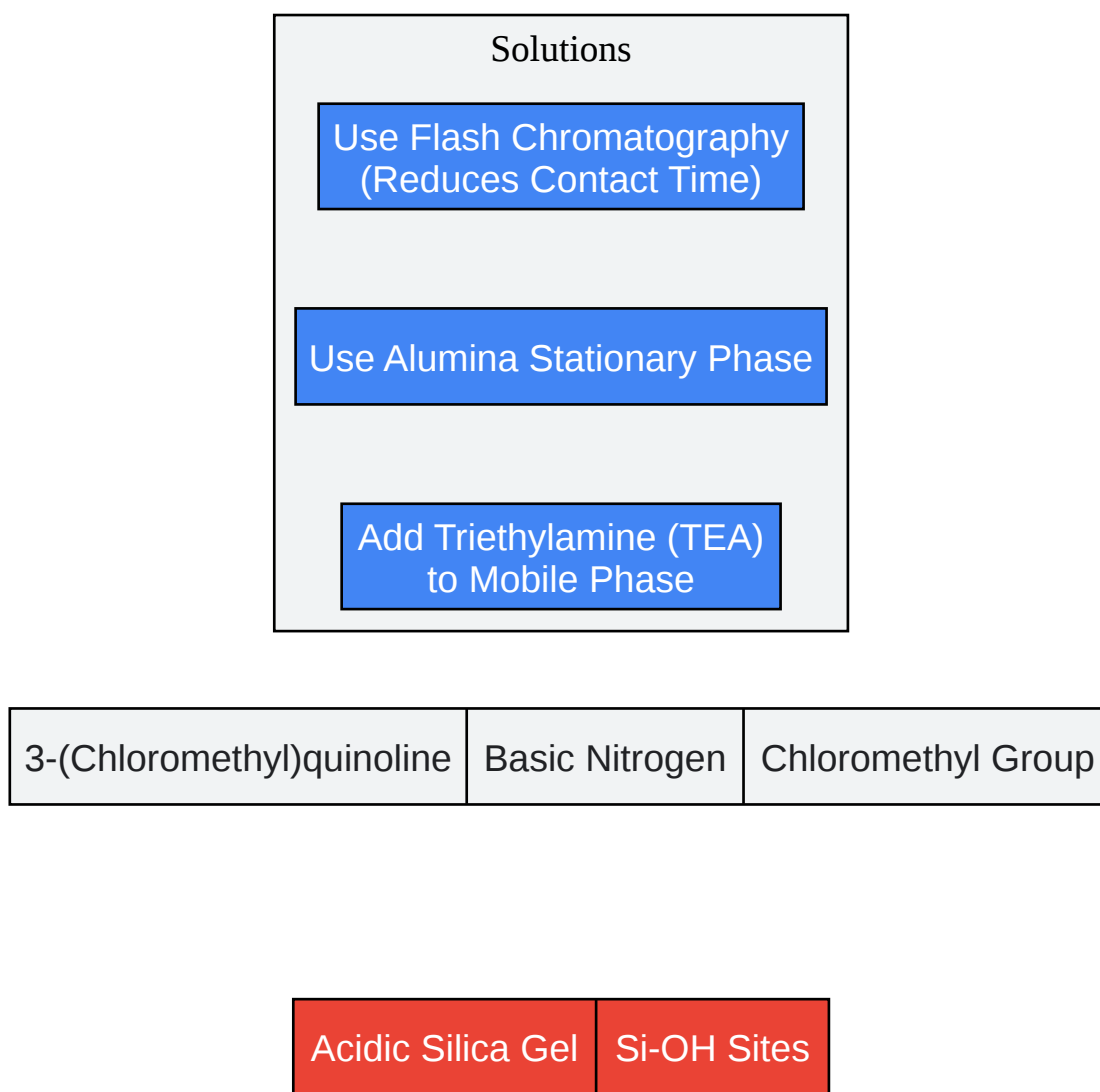 Solutions
Use Flash Chromatography
(Reduces Contact Time)
Use Alumina Stationary Phase
Add Triethylamine (TEA)
to Mobile Phase
3-(Chloromethyl)quinoline
Basic Nitrogen
Chloromethyl Group
Acidic Silica Gel
Si-OH Sites